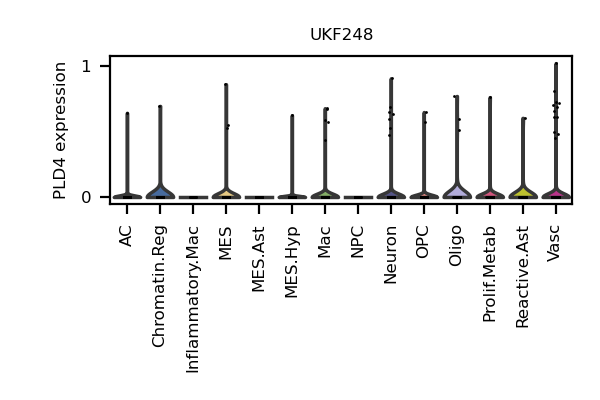 UKF248
PLD4 expression
1
0
AC
Chromatin.Reg
Inflammatory.Mac
MES
MES.Ast
MES.Hyp
Mac
NPC
Neuron
OPC
Oligo
Prolif.Metab
Reactive.Ast
Vasc